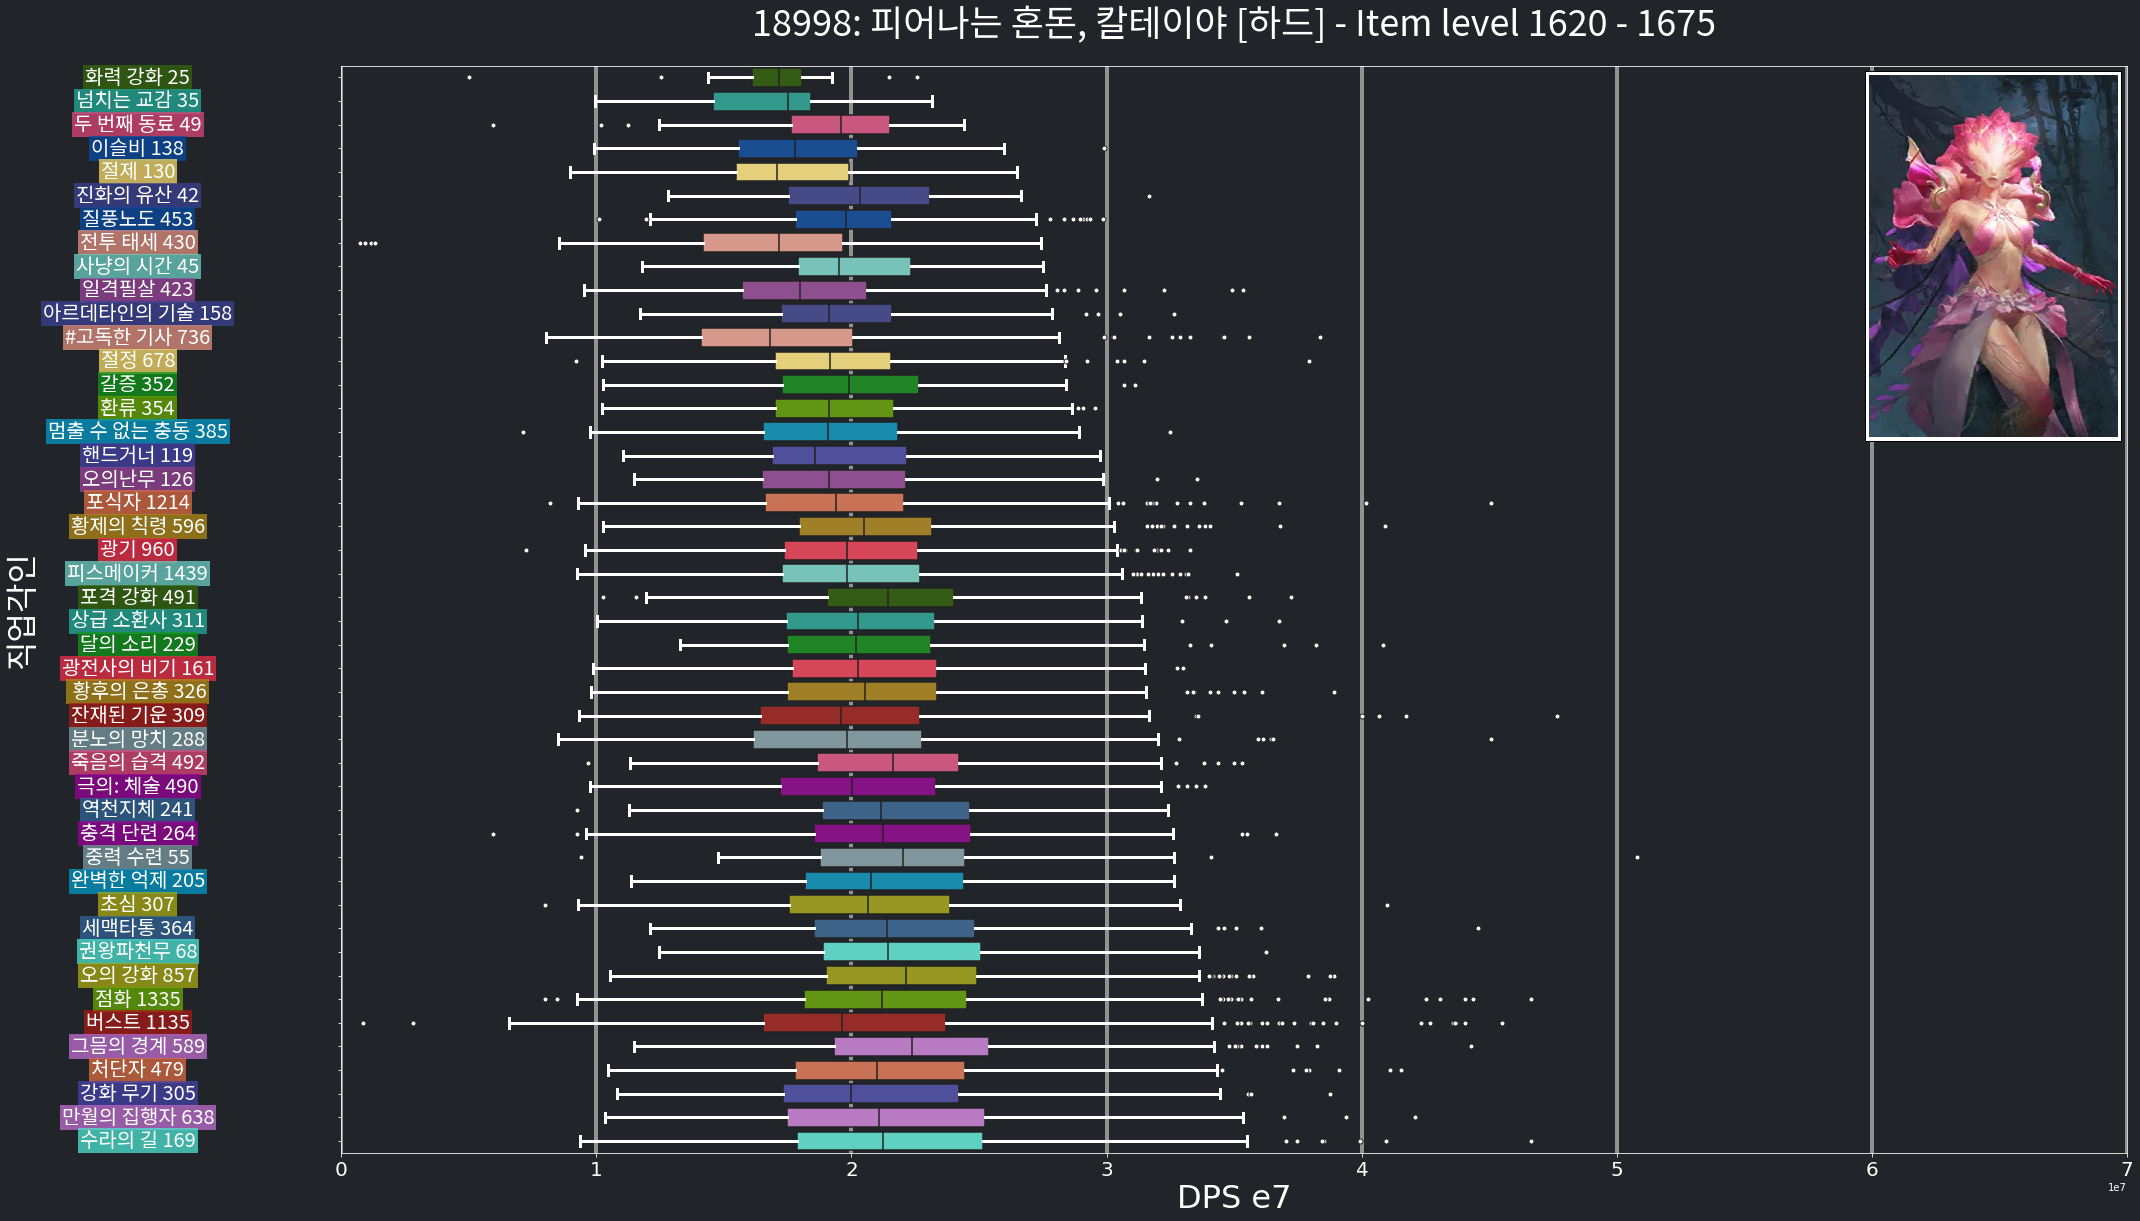 18998: 피어나는 혼돈, 칼테이야 [하드] - Item level 1620 - 1675
화력 강화 25
넘치는 교감 35
두 번째 동료 49
이슬비 138
절제 130
진화의 유산 42
질풍노도 453
전투 태세 430
사냥의 시간 45
일격필살 423
아르데타인의 기술 158
#고독한 기사 736
절정 678
갈증 352
환류 354
멈출 수 없는 충동 385
핸드거너 119
오의난무 126
포식자 1214
황제의 칙령 596
광기 960
피스메이커 1439
포격 강화 491
상급 소환사 311
달의 소리 229
광전사의 비기 161
황후의 은총 326
잔재된 기운 309
분노의 망치 288
죽음의 습격 492
극의: 체술 490
역천지체 241
충격 단련 264
중력 수련 55
완벽한 억제 205
초심 307
세맥타통 364
권왕파천무 68
오의 강화 857
점화 1335
버스트 1135
그믐의 경계 589
처단자 479
강화 무기 305
만월의 집행자 638
수라의 길 169
직업각인
0 1 2 3 4 5 6 7
DPS e7
1e7